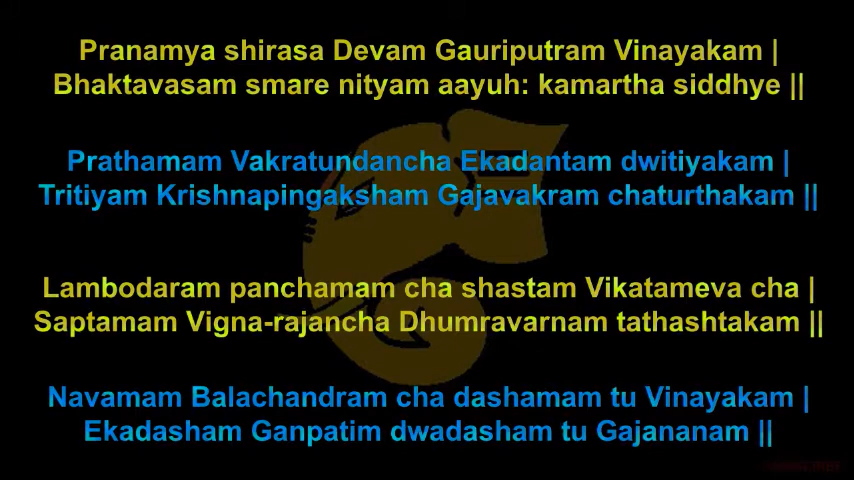 Pranamya shirasa Devam Gauriputram Vinayakam |
Bhaktavasam smare nityam aayuh: kamartha siddhye ||
Prathamam Vakratundancha Ekadantam dwitiyakam |
Tritiyam Krishnapingaksham Gajavakram chaturthakam ||
Lambodaram panchamam cha shastam Vikatameva cha |
Saptamam Vigna-rajancha Dhumravarnam tathashtakam ||
Navamam Balachandram cha dashamam tu Vinayakam |
Ekadasham Ganpatim dwadasham tu Gajananam ||